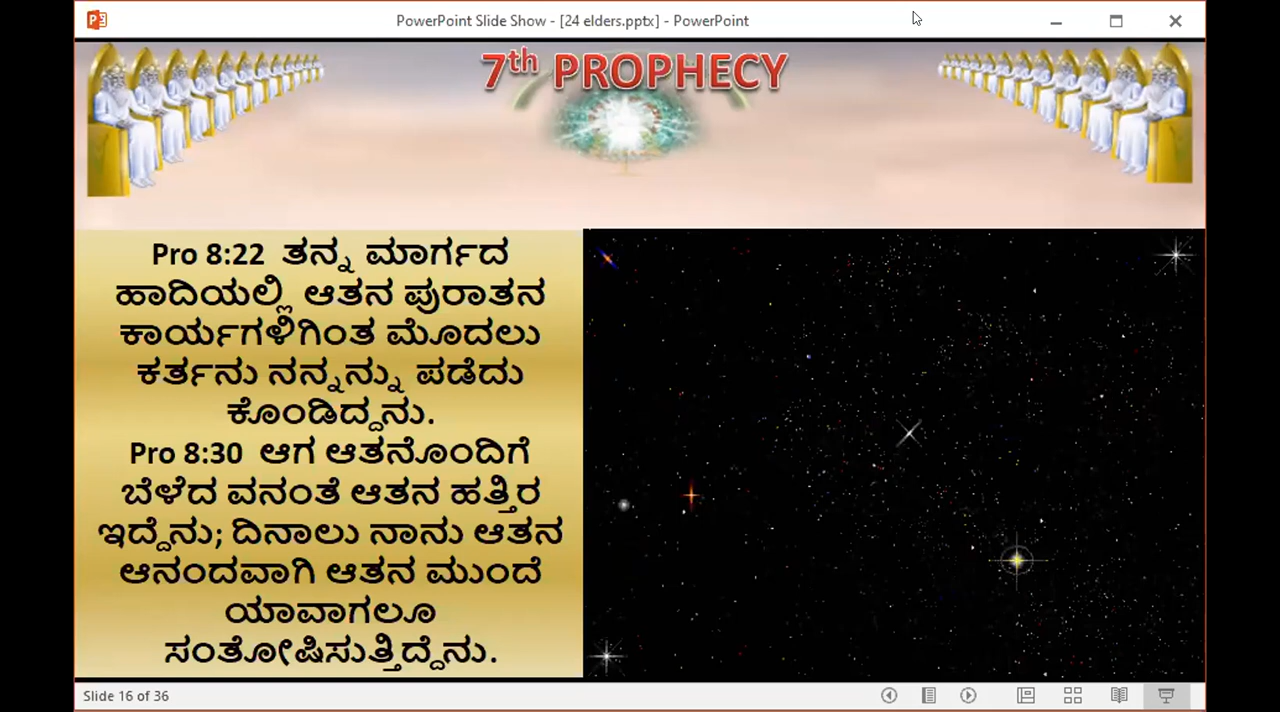 PowerPoint Slide Show - [24 elders.pptx] - PowerPoint
7th PROPHECY
Pro 8:22 ತನ್ನ ಮಾರ್ಗದ
ಹಾದಿಯಲ್ಲಿ ಆತನ ಪುರಾತನ
ಕಾರ್ಯಗಳಿಗಿಂತ ಮೊದಲು
ಕರ್ತನು ನನ್ನನ್ನು ಪಡೆದು
ಕೊಂಡಿದ್ದನು.
Pro 8:30 ಆಗ ಆತನೊಂದಿಗೆ
ಬೆಳೆದ ವನಂತೆ ಆತನ ಹತ್ತಿರ
ಇದ್ದೆನು; ದಿನಾಲು ನಾನು ಆತನ
ಆನಂದವಾಗಿ ಆತನ ಮುಂದೆ
ಯಾವಾಗಲೂ
ಸಂತೋಷಿಸುತ್ತಿದ್ದೆನು.
Slide 16 of 36